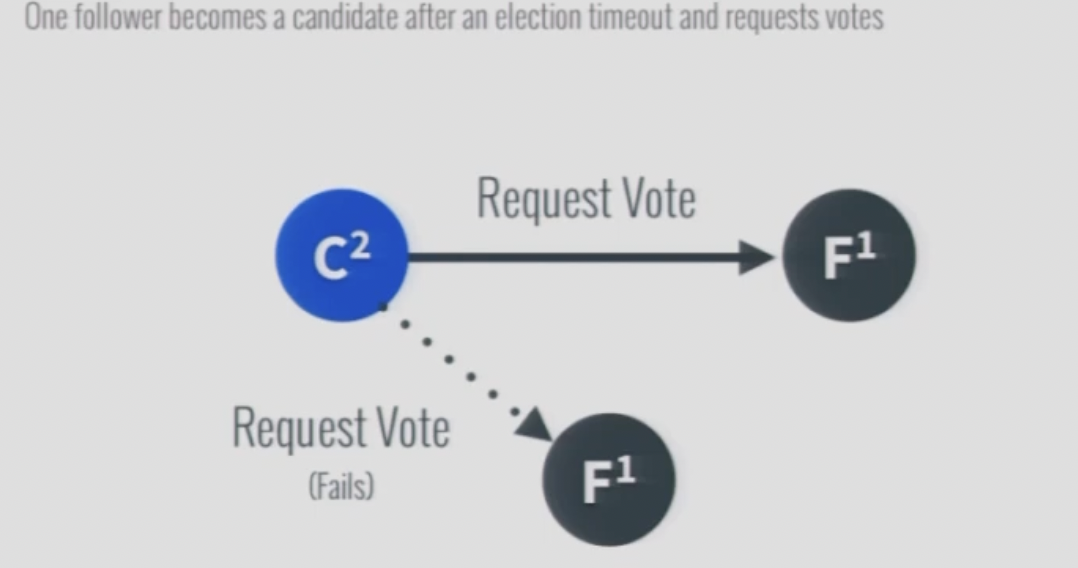 One follower becomes a candidate after an election timeout and requests votes
Request Vote
C²
F¹
Request Vote
(Fails)
F¹